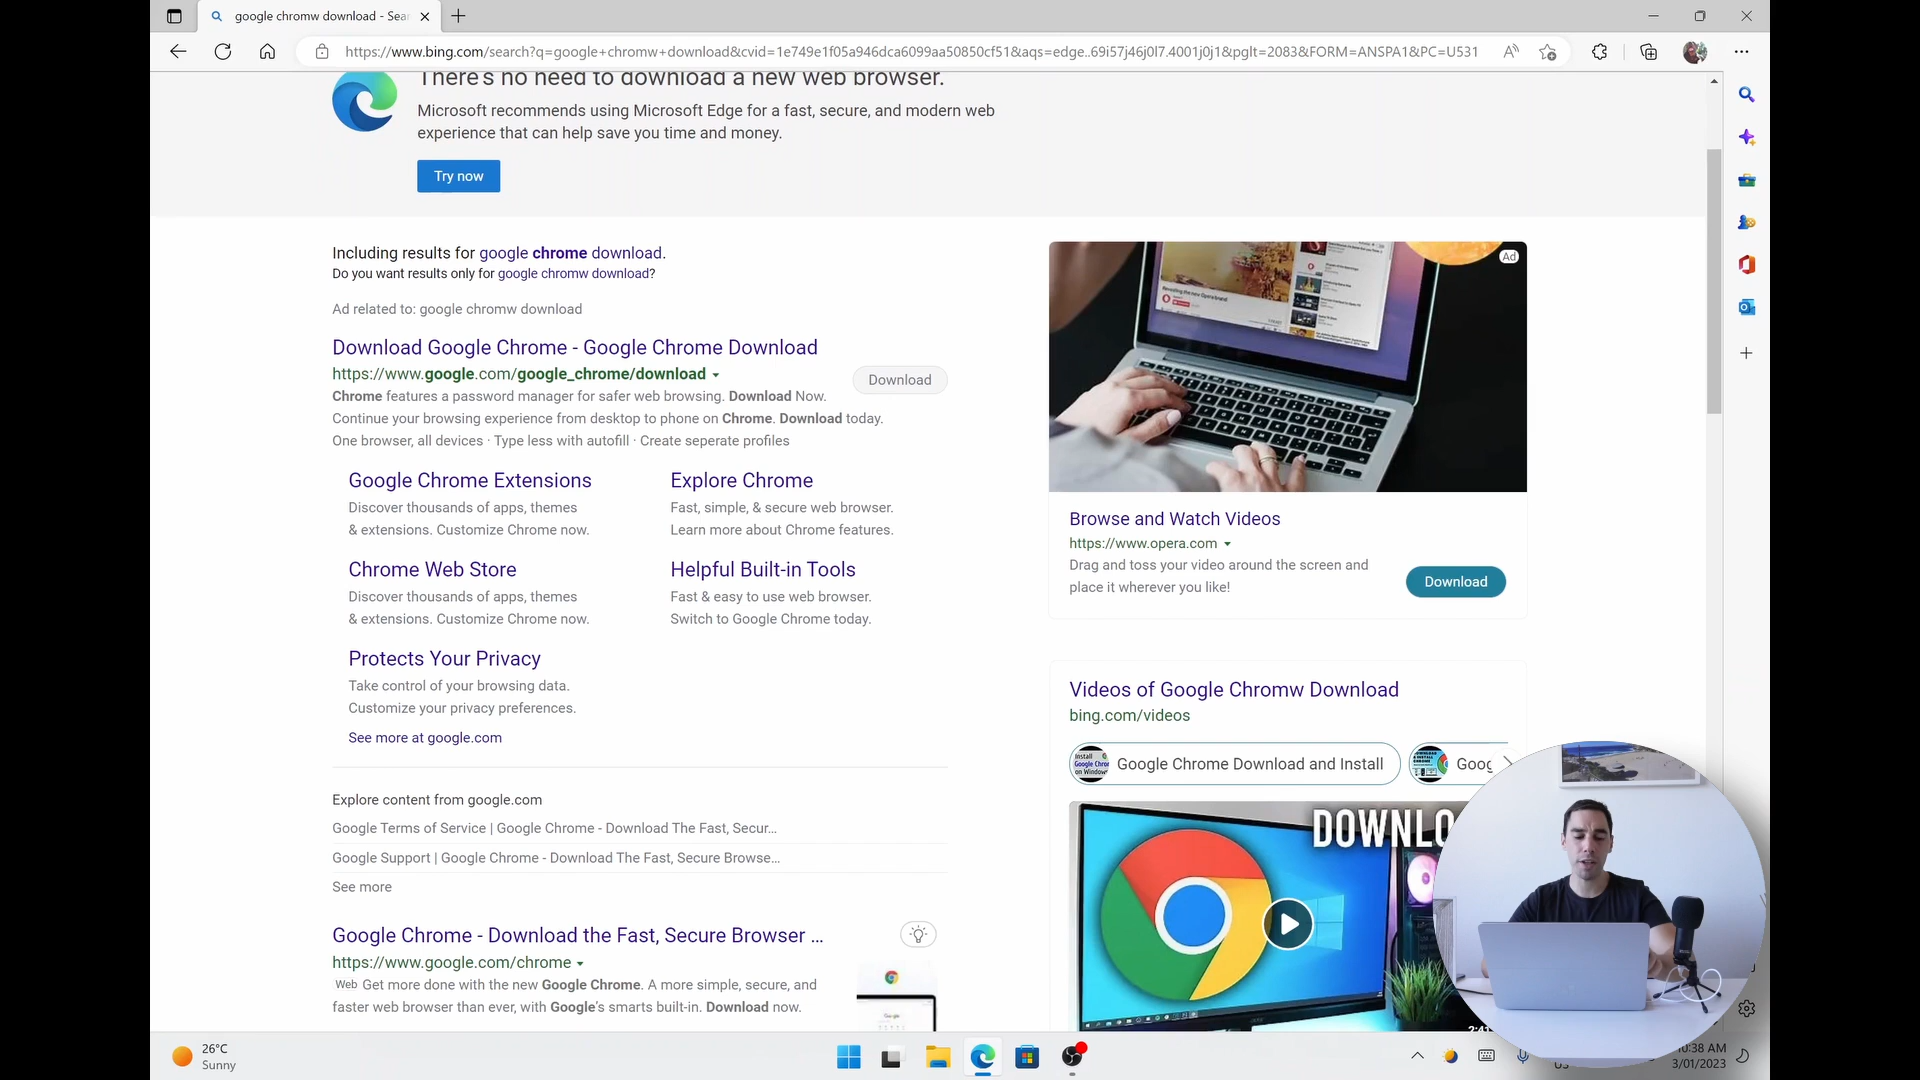 google chromw download - Sear
https://www.bing.com/search?q=google+chromw+download&cvid=1e749e1f05a946dca6099aa50850cf51&aqs=edge..69i57j46j0l7.4001j0j1&pglt=2083&FORM=ANSPA1&PC=U531
There's no need to download a new web browser.
Microsoft recommends using Microsoft Edge for a fast, secure, and modern web
experience that can help save you time and money.
Try now
Including results for google chrome download.
Do you want results only for google chromw download?
Ad related to: google chromw download
Download Google Chrome - Google Chrome Download
https://www.google.com/google_chrome/download
Download
Chrome features a password manager for safer web browsing. Download Now.
Continue your browsing experience from desktop to phone on Chrome. Download today.
One browser, all devices · Type less with autofill · Create seperate profiles
Google Chrome Extensions
Discover thousands of apps, themes
& extensions. Customize Chrome now.
Explore Chrome
Fast, simple, & secure web browser.
Learn more about Chrome features.
Chrome Web Store
Discover thousands of apps, themes
& extensions. Customize Chrome now.
Helpful Built-in Tools
Fast & easy to use web browser.
Switch to Google Chrome today.
Protects Your Privacy
Take control of your browsing data.
Customize your privacy preferences.
See more at google.com
Explore content from google.com
Google Terms of Service | Google Chrome - Download The Fast, Secur...
Google Support | Google Chrome - Download The Fast, Secure Browse...
See more
Google Chrome - Download the Fast, Secure Browser ...
https://www.google.com/chrome
Web Get more done with the new Google Chrome. A more simple, secure, and
faster web browser than ever, with Google's smarts built-in. Download now.
Ad
Browse and Watch Videos
https://www.opera.com
Drag and toss your video around the screen and
place it wherever you like!
Download
Videos of Google Chromw Download
bing.com/videos
Install
Google Chrom
on Windows
Google Chrome Download and Install
Goog
DOWNLO
2:41
26°C
Sunny
10:38 AM
3/01/2023